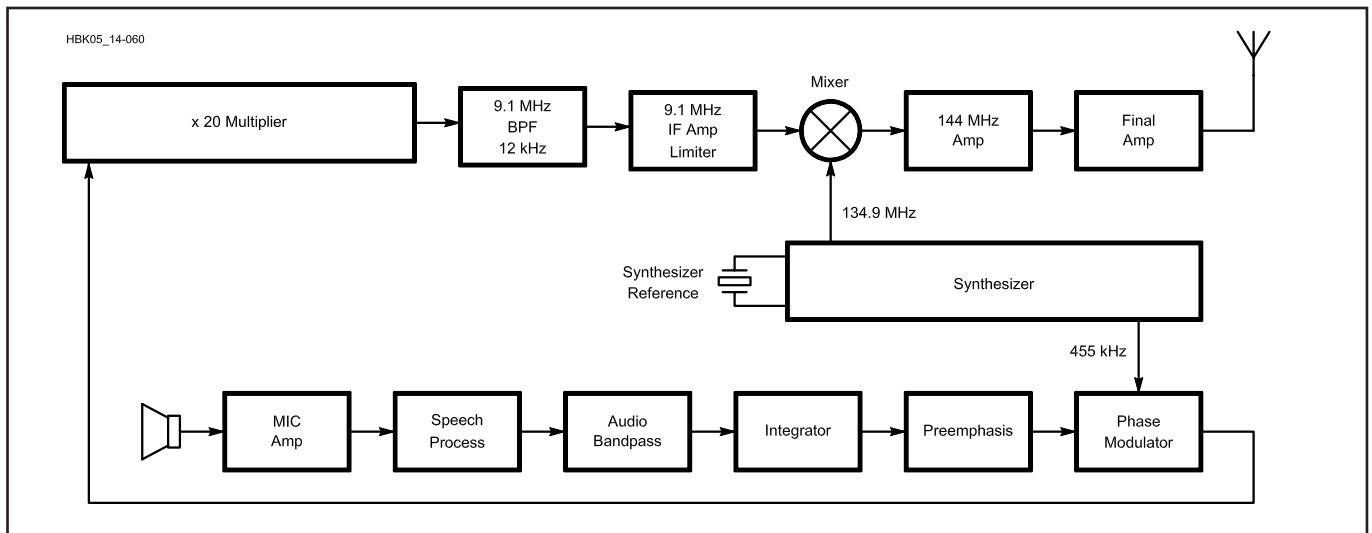 HBK05_14-060
x 20 Multiplier
9.1 MHz
BPF
12 kHz
9.1 MHz
IF Amp
Limiter
Mixer
144 MHz
Amp
Final
Amp
134.9 MHz
Synthesizer
Reference
Synthesizer
455 kHz
MIC
Amp
Speech
Process
Audio
Bandpass
Integrator
Preemphasis
Phase
Modulator